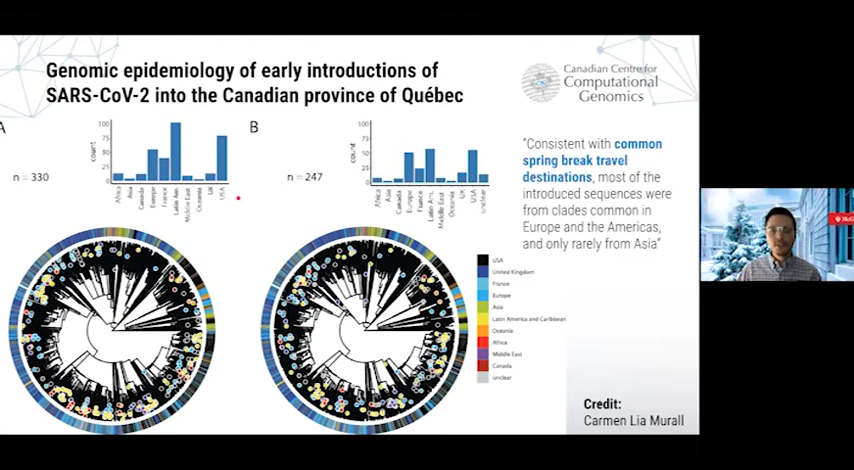 Genomic epidemiology of early introductions of
SARS-CoV-2 into the Canadian province of Québec
Canadian Centre for
Computational
Genomics
A
n = 330
count
100
75
50
25
0
Africa
Asia
Canada
Europe
France
Latin Am.
Middle East
Oceania
UK
USA
B
n = 247
count
100
75
50
25
0
Africa
Asia
Canada
Europe
France
Latin Am.
Middle East
Oceania
UK
USA
unclear
"Consistent with common
spring break travel
destinations, most of the
introduced sequences were
from clades common in
Europe and the Americas,
and only rarely from Asia"
USA
United Kingdom
France
Europe
Asia
Latin America and Caribbean
Oceania
Africa
Middle East
Canada
unclear
Credit:
Carmen Lia Murall